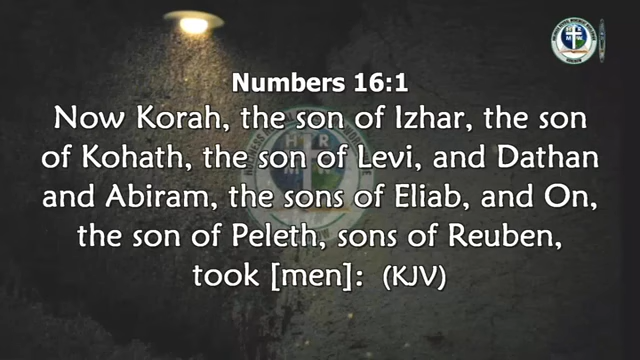 Numbers 16:1
Now Korah, the son of Izhar, the son
of Kohath, the son of Levi, and Dathan
and Abiram, the sons of Eliab, and On,
the son of Peleth, sons of Reuben,
took [men]: (KJV)
H R
M W